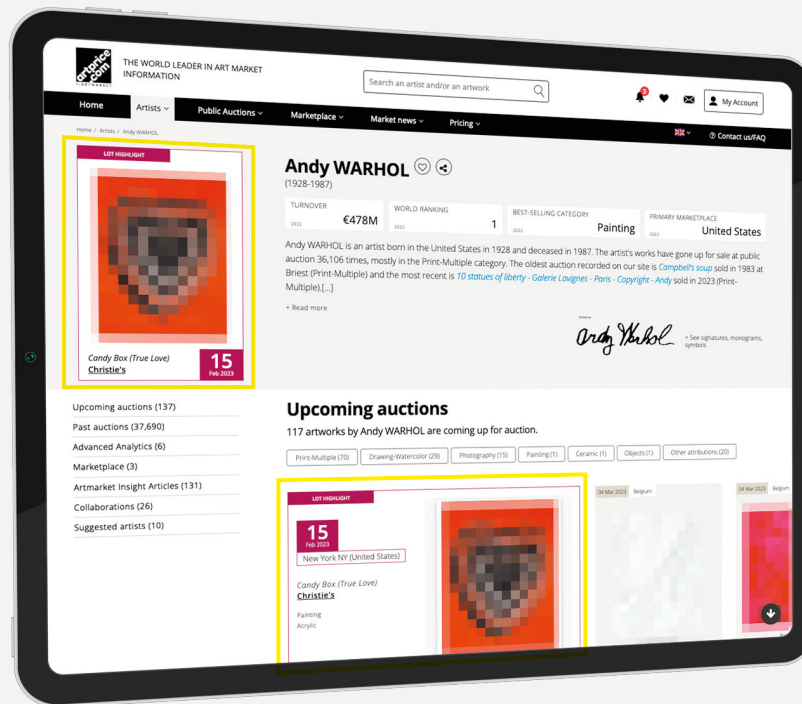 artprice
.com
THE WORLD LEADER IN ART MARKET
INFORMATION
Search an artist and/or an artwork
3
My Account
Home
Artists
Public Auctions
Marketplace
Market news
Pricing
Contact us/FAQ
Home / Artists / Andy WARHOL
LOT HIGHLIGHT
Candy Box (True Love)
Christie's
15
Feb 2023
Andy WARHOL
(1928-1987)
TURNOVER
2022
€478M
WORLD RANKING
2022
1
BEST-SELLING CATEGORY
2022
Painting
PRIMARY MARKETPLACE
2022
United States
Andy WARHOL is an artist born in the United States in 1928 and deceased in 1987. The artist's works have gone up for sale at public
auction 36,106 times, mostly in the Print-Multiple category. The oldest auction recorded on our site is Campbell's soup sold in 1983 at
Briest (Print-Multiple) and the most recent is 10 statues of liberty - Galerie Lavignes - Paris - Copyright - Andy sold in 2023 (Print-
Multiple).[...]
+ Read more
Andy Warhol
+ See signatures, monograms,
symbols
Upcoming auctions (137)
Past auctions (37,690)
Advanced Analytics (6)
Marketplace (3)
Artmarket Insight Articles (131)
Collaborations (26)
Suggested artists (10)
Upcoming auctions
117 artworks by Andy WARHOL are coming up for auction.
Print-Multiple (70)
Drawing-Watercolor (29)
Photography (15)
Painting (1)
Ceramic (1)
Objects (1)
Other attributions (20)
LOT HIGHLIGHT
15
Feb 2023
New York NY (United States)
Candy Box (True Love)
Christie's
Painting
Acrylic
04 Mar 2023
Belgium
04 Mar 2023
Belgium